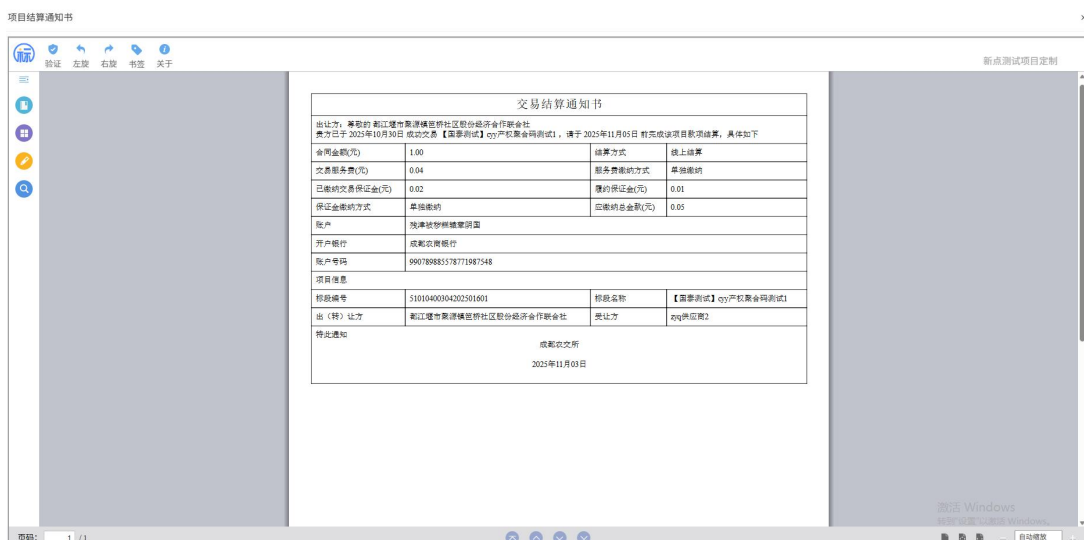 项目结算通知书
×
标
验证 左旋 右旋 书签 关于
新点测试项目定制
交易结算通知书
出让方：尊敬的 都江堰市聚源镇笆桥社区股份经济合作联合社
贵方已于 2025年10月30日 成功交易 【国泰测试】cyy产权聚合码测试1 ，请于 2025年11月05日 前完成该项目款项结算，具体如下
合同金额(元) 1.00 结算方式 线上结算
交易服务费(元) 0.04 服务费缴纳方式 单独缴纳
已缴纳交易保证金(元) 0.02 履约保证金(元) 0.01
保证金缴纳方式 单独缴纳 应缴纳总金款(元) 0.05
账户
开户银行 成都农商银行
账户号码 990789885578771987548
项目信息
标段编号 51010400304202501601 标段名称 【国泰测试】cyy产权聚合码测试1
出（转）让方 都江堰市聚源镇笆桥社区股份经济合作联合社 受让方 zyq供应商2
特此通知
成都农交所
2025年11月03日
激活 Windows
转到"设置"以激活 Windows。
页码: 1 /1 自动缩放